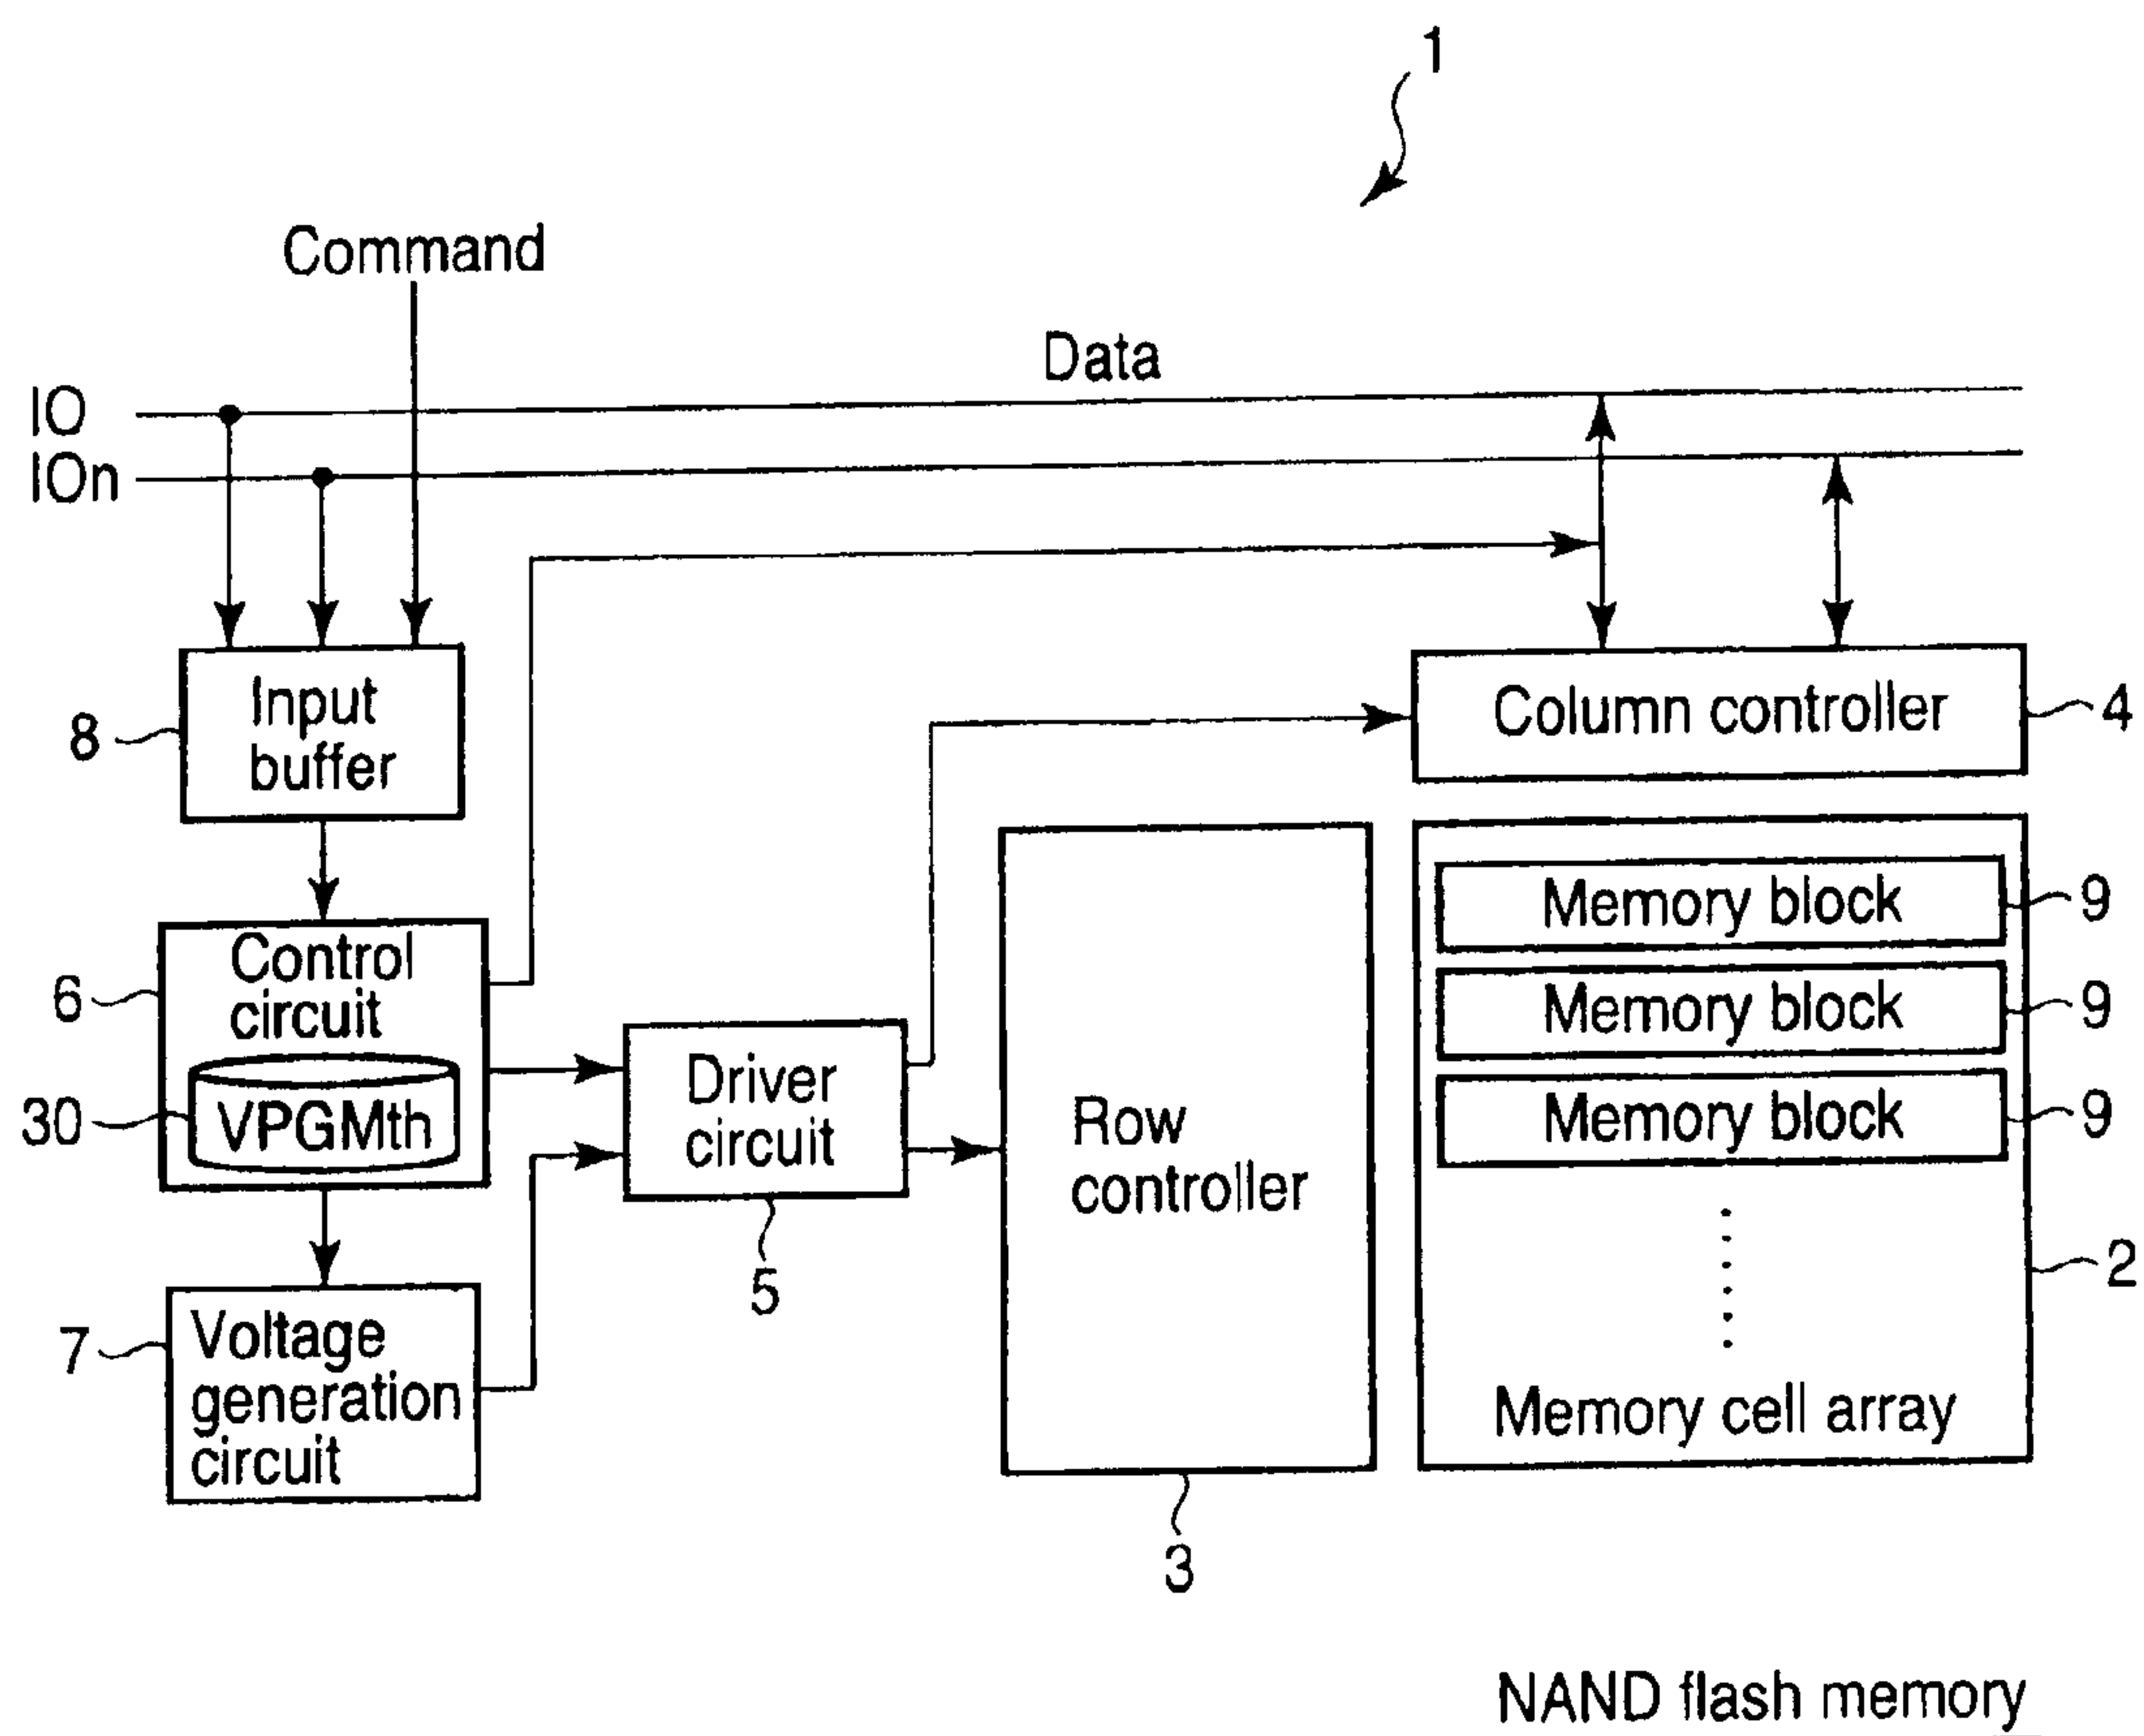 1
Command
Data
IO
IOn
Input
buffer
8
Column controller
4
Control
circuit
6
VPGMth
30
Driver
circuit
5
Row
controller
3
Memory block
9
Memory block
9
Memory block
9
2
Memory cell array
Voltage
generation
circuit
7
NAND flash memory